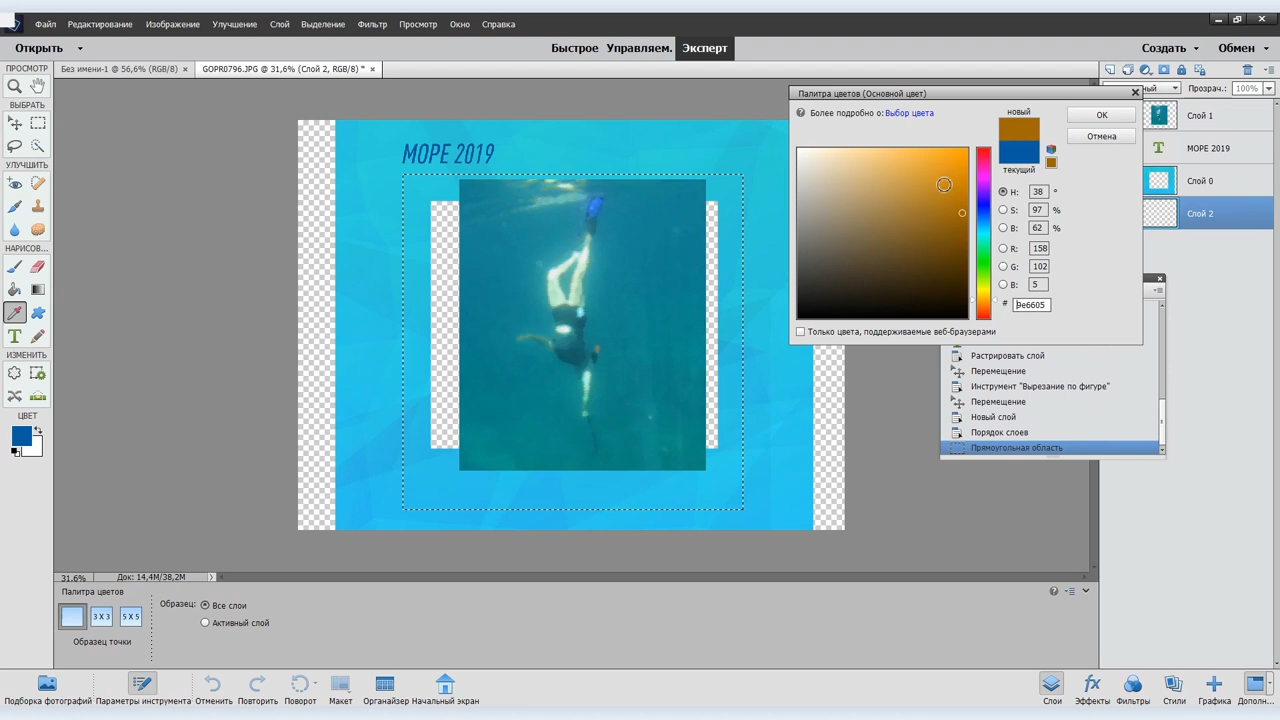 Файл Редактирование Изображение Улучшение Слой Выделение Фильтр Просмотр Окно Справка
Открыть Быстрое Управляем. Эксперт Создать Обмен
ПРОСМОТР Без имени-1 @ 56,6% (RGB/8) × GOPR0796.JPG @ 31,6% (Слой 2, RGB/8) * ×
ный Прозрач.: 100%
Палитра цветов (Основной цвет)
ВЫБРАТЬ
Более подробно о: Выбор цвета
новый
OK
Отмена
текущий
УЛУЧШИТЬ
H: 38 °
S: 97 %
B: 62 %
R: 158
G: 102
B: 5
# 9e6605
Только цвета, поддерживаемые веб-браузерами
Слой 1
T МОРЕ 2019
Слой 0
Слой 2
МОРЕ 2019
НАРИСОВ...
T
ИЗМЕНИТЬ
ЦВЕТ
Растрировать слой
Перемещение
Инструмент "Вырезание по фигуре"
Перемещение
Новый слой
Порядок слоев
Прямоугольная область
31,6% Док: 14,4M/38,2M
Палитра цветов
3 X 3 5 X 5
Образец точки
Образец: Все слои
Активный слой
Подборка фотографий Параметры инструмента Отменить Повторить Поворот Макет Органайзер Начальный экран
fx
Слои Эффекты Фильтры Стили Графика Дополн...